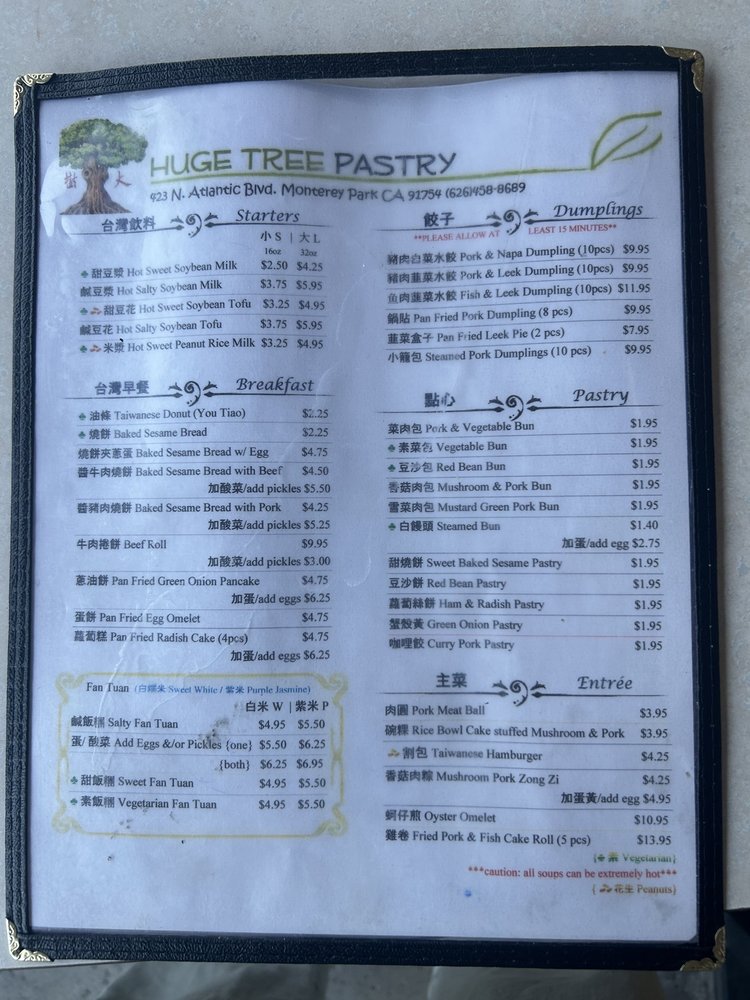 樹 大
HUGE TREE PASTRY
423 N. Atlantic Blvd. Monterey Park CA 91754 (626)458-8689
台灣飲料 Starters
小 S | 大 L
16oz 32oz
甜豆漿 Hot Sweet Soybean Milk $2.50 $4.25
鹹豆漿 Hot Salty Soybean Milk $3.75 $5.95
甜豆花 Hot Sweet Soybean Tofu $3.25 $4.95
鹹豆花 Hot Salty Soybean Tofu $3.75 $5.95
米漿 Hot Sweet Peanut Rice Milk $3.25 $4.95
台灣早餐 Breakfast
油條 Taiwanese Donut (You Tiao) $2.25
燒餅 Baked Sesame Bread $2.25
燒餅夾蔥蛋 Baked Sesame Bread w/ Egg $4.75
醬牛肉燒餅 Baked Sesame Bread with Beef $4.50
加酸菜/add pickles $5.50
醬豬肉燒餅 Baked Sesame Bread with Pork $4.25
加酸菜/add pickles $5.25
牛肉捲餅 Beef Roll $9.95
加酸菜/add pickles $3.00
蔥油餅 Pan Fried Green Onion Pancake $4.75
加蛋/add eggs $6.25
蛋餅 Pan Fried Egg Omelet $4.75
蘿蔔糕 Pan Fried Radish Cake (4pcs) $4.75
加蛋/add eggs $6.25
Fan Tuan (白糯米 Sweet White / 紫米 Purple Jasmine)
白米 W | 紫米 P
鹹飯糰 Salty Fan Tuan $4.95 $5.50
蛋/ 酸菜 Add Eggs &/or Pickles {one} $5.50 $6.25
{both} $6.25 $6.95
甜飯糰 Sweet Fan Tuan $4.95 $5.50
素飯糰 Vegetarian Fan Tuan $4.95 $5.50
餃子 Dumplings
**PLEASE ALLOW AT LEAST 15 MINUTES**
豬肉白菜水餃 Pork & Napa Dumpling (10pcs) $9.95
豬肉韮菜水餃 Pork & Leek Dumpling (10pcs) $9.95
魚肉韮菜水餃 Fish & Leek Dumpling (10pcs) $11.95
鍋貼 Pan Fried Pork Dumpling (8 pcs) $9.95
韮菜盒子 Pan Fried Leek Pie (2 pcs) $7.95
小籠包 Steamed Pork Dumplings (10 pcs) $9.95
點心 Pastry
菜肉包 Pork & Vegetable Bun $1.95
素菜包 Vegetable Bun $1.95
豆沙包 Red Bean Bun $1.95
香菇肉包 Mushroom & Pork Bun $1.95
雪菜肉包 Mustard Green Pork Bun $1.95
白饅頭 Steamed Bun $1.40
加蛋/add egg $2.75
甜燒餅 Sweet Baked Sesame Pastry $1.95
豆沙餅 Red Bean Pastry $1.95
蘿蔔絲餅 Ham & Radish Pastry $1.95
蟹殼黃 Green Onion Pastry $1.95
咖哩餃 Curry Pork Pastry $1.95
主菜 Entrée
肉圓 Pork Meat Ball $3.95
碗粿 Rice Bowl Cake stuffed Mushroom & Pork $3.95
割包 Taiwanese Hamburger $4.25
香菇肉粽 Mushroom Pork Zong Zi $4.25
加蛋黃/add egg $4.95
蚵仔煎 Oyster Omelet $10.95
雞卷 Fried Pork & Fish Cake Roll (5 pcs) $13.95
{素 Vegetarian}
***caution: all soups can be extremely hot***
{ 花生 Peanuts}